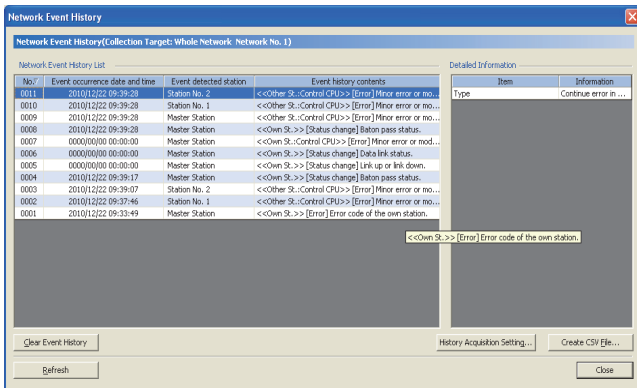 Network Event History
Network Event History(Collection Target: Whole Network Network No. 1)
Network Event History List
Detailed Information
No. Event occurrence date and time Event detected station Event history contents
Item Information
0011 2010/12/22 09:39:28 Station No. 2 <<Other St.:Control CPU>> [Error] Minor error or mo...
Type Continue error in ...
0010 2010/12/22 09:39:28 Station No. 1 <<Other St.:Control CPU>> [Error] Minor error or mo...
0009 2010/12/22 09:39:28 Master Station <<Other St.:Control CPU>> [Error] Minor error or mo...
0008 2010/12/22 09:39:28 Master Station <<Own St.>> [Status change] Baton pass status.
0007 0000/00/00 00:00:00 Master Station <<Own St.:Control CPU>> [Error] Minor error or mod...
0006 0000/00/00 00:00:00 Master Station <<Own St.>> [Status change] Data link status.
0005 0000/00/00 00:00:00 Master Station <<Own St.>> [Status change] Link up or link down.
0004 2010/12/22 09:39:17 Master Station <<Own St.>> [Status change] Baton pass status.
0003 2010/12/22 09:39:07 Station No. 2 <<Other St.:Control CPU>> [Error] Minor error or mo...
0002 2010/12/22 09:37:46 Station No. 1 <<Other St.:Control CPU>> [Error] Minor error or mo...
0001 2010/12/22 09:33:49 Master Station <<Own St.>> [Error] Error code of the own station.
<<Own St.>> [Error] Error code of the own station.
Clear Event History
History Acquisition Setting...
Create CSV File...
Refresh
Close